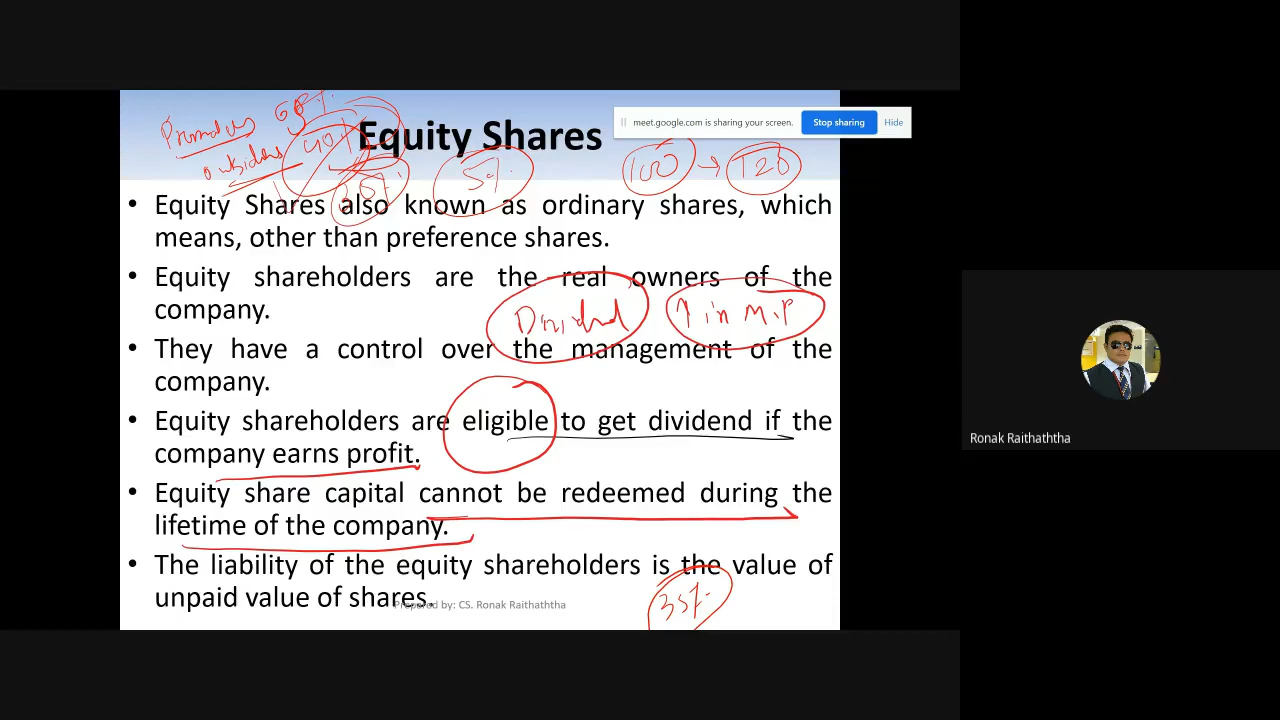 Promoters 60%
outsiders 40%
35%
5%
meet.google.com is sharing your screen. Stop sharing Hide
Equity Shares
100 → 120
• Equity Shares also known as ordinary shares, which
means, other than preference shares.
• Equity shareholders are the real owners of the
company.
Dividend ↑ in M.P
• They have a control over the management of the
company.
• Equity shareholders are eligible to get dividend if the
company earns profit.
• Equity share capital cannot be redeemed during the
lifetime of the company.
• The liability of the equity shareholders is the value of
unpaid value of shares.
Prepared by: CS. Ronak Raithaththa
35%
Ronak Raithaththa